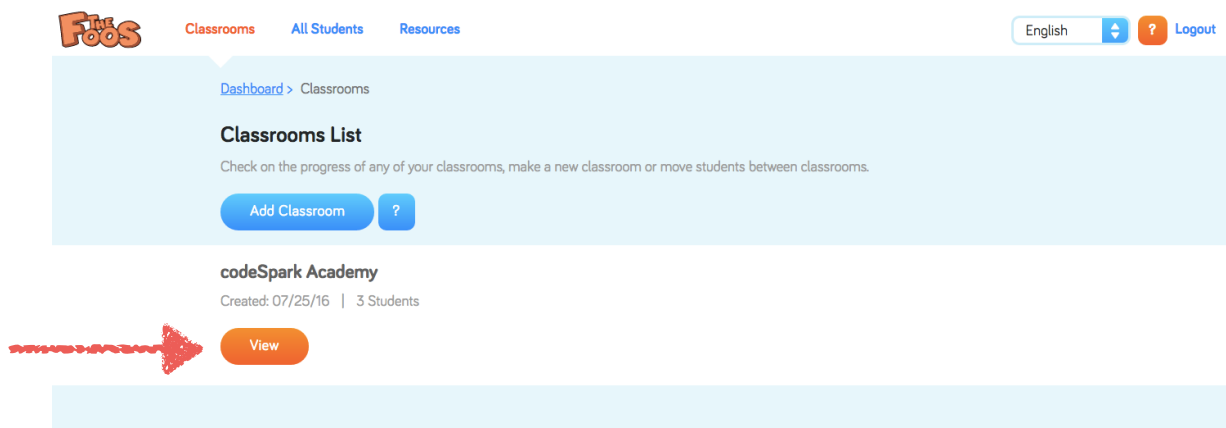 THE FOOS
Classrooms All Students Resources English ? Logout
Dashboard > Classrooms
Classrooms List
Check on the progress of any of your classrooms, make a new classroom or move students between classrooms.
Add Classroom ?
codeSpark Academy
Created: 07/25/16 | 3 Students
View